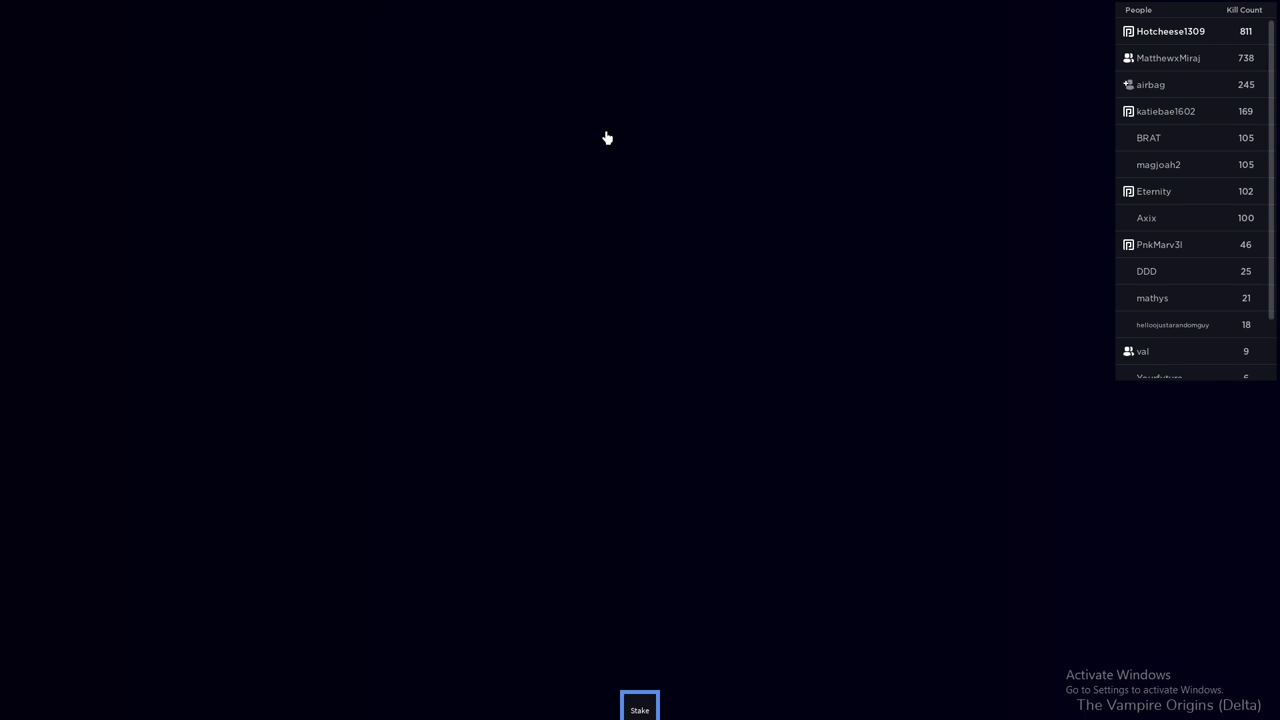 People Kill Count
Hotcheese1309 811
MatthewxMiraj 738
airbag 245
katiebae1602 169
BRAT 105
magjoah2 105
Eternity 102
Axix 100
PnkMarv3l 46
DDD 25
mathys 21
helloojustarandomguy 18
val 9
Stake
Activate Windows
Go to Settings to activate Windows.
The Vampire Origins (Delta)